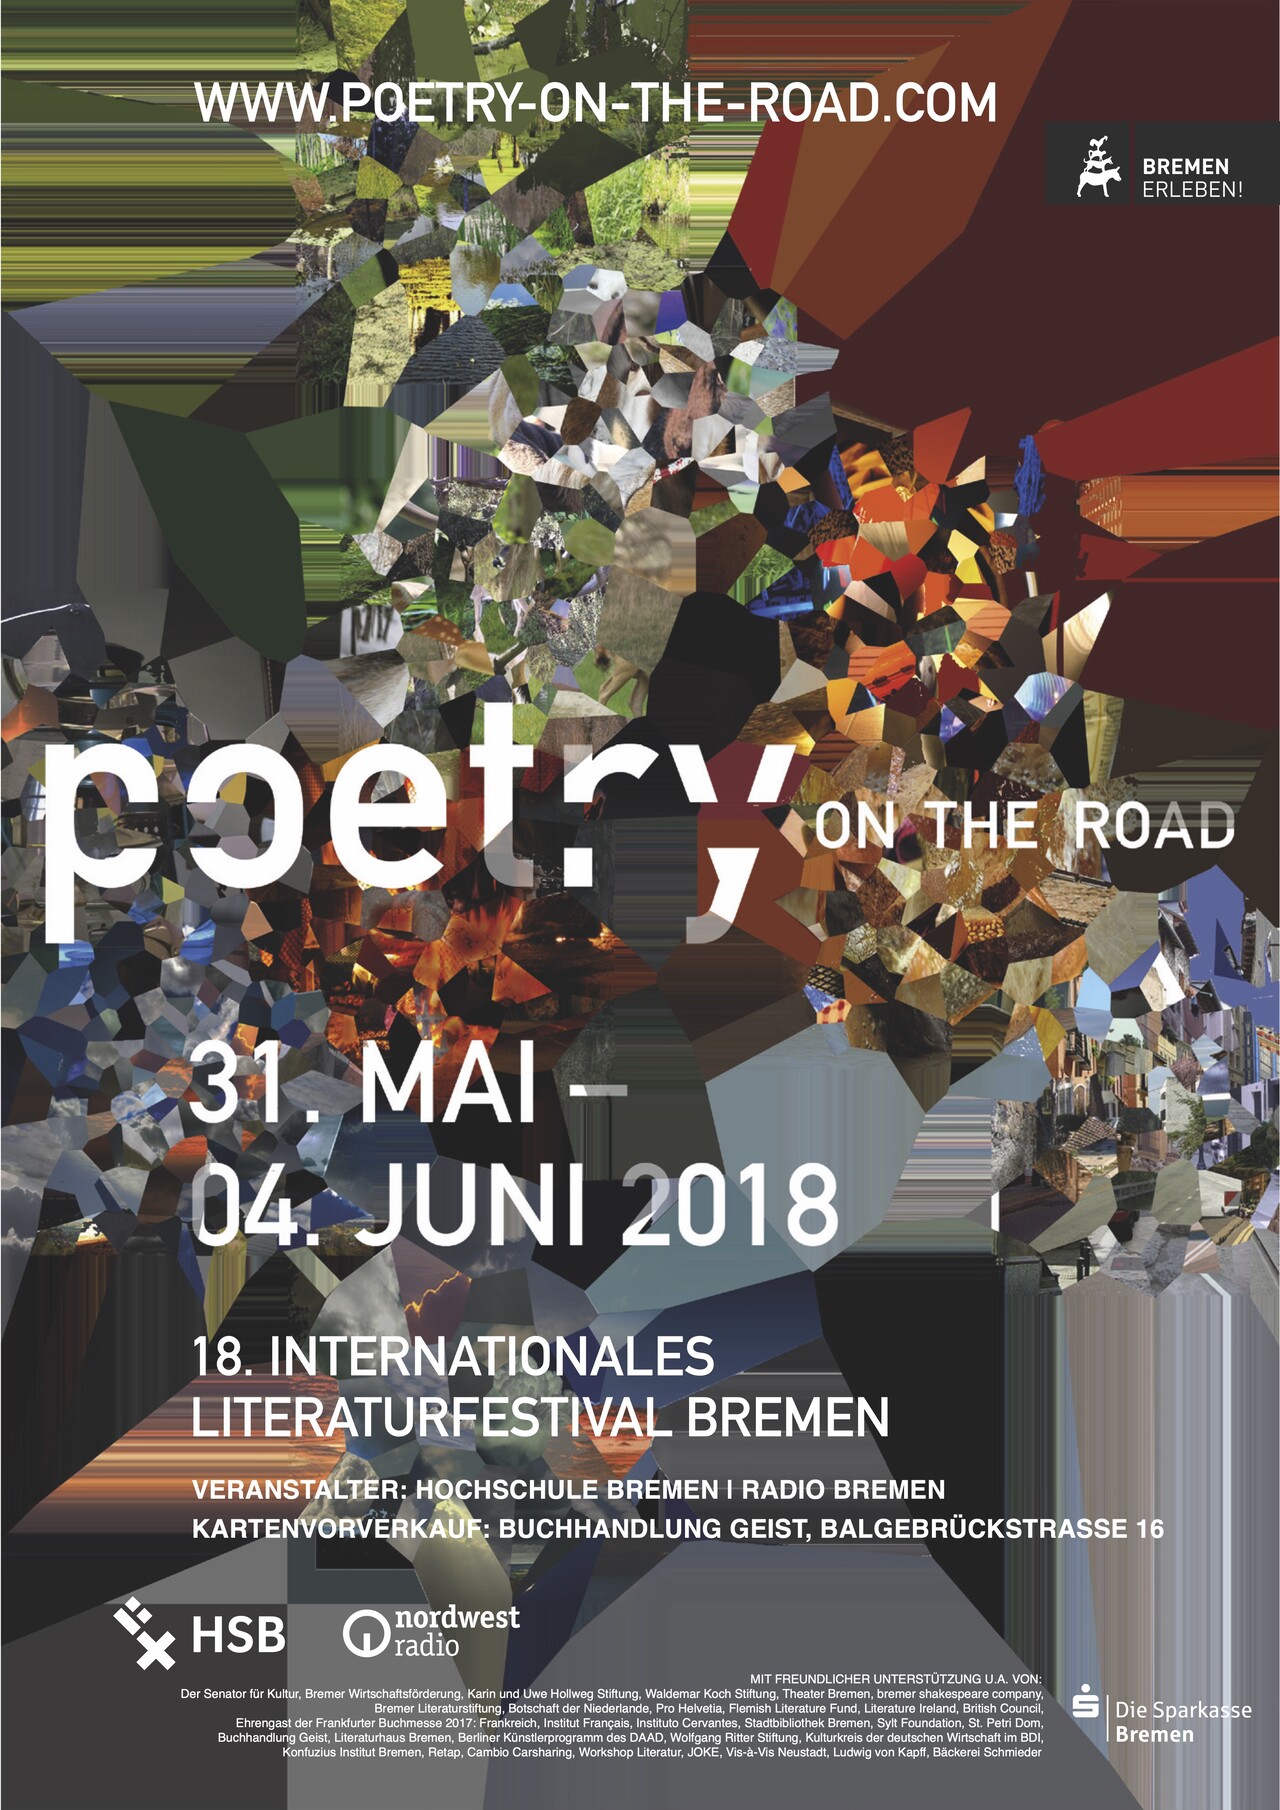 WWW.POETRY-ON-THE-ROAD.COM
BREMEN
ERLEBEN!
poetry ON THE ROAD
31. MAI –
04. JUNI 2018
18. INTERNATIONALES
LITERATURFESTIVAL BREMEN
VERANSTALTER: HOCHSCHULE BREMEN | RADIO BREMEN
KARTENVORVERKAUF: BUCHHANDLUNG GEIST, BALGEBRÜCKSTRASSE 16
HSB
nordwest
radio
MIT FREUNDLICHER UNTERSTÜTZUNG U.A. VON:
Der Senator für Kultur, Bremer Wirtschaftsförderung, Karin und Uwe Hollweg Stiftung, Waldemar Koch Stiftung, Theater Bremen, bremer shakespeare company,
Bremer Literaturstiftung, Botschaft der Niederlande, Pro Helvetia, Flemish Literature Fund, Literature Ireland, British Council,
Ehrengast der Frankfurter Buchmesse 2017: Frankreich, Institut Français, Instituto Cervantes, Stadtbibliothek Bremen, Sylt Foundation, St. Petri Dom,
Buchhandlung Geist, Literaturhaus Bremen, Berliner Künstlerprogramm des DAAD, Wolfgang Ritter Stiftung, Kulturkreis der deutschen Wirtschaft im BDI,
Konfuzius Institut Bremen, Retap, Cambio Carsharing, Workshop Literatur, JOKE, Vis-à-Vis Neustadt, Ludwig von Kapff, Bäckerei Schmieder
Die Sparkasse
Bremen